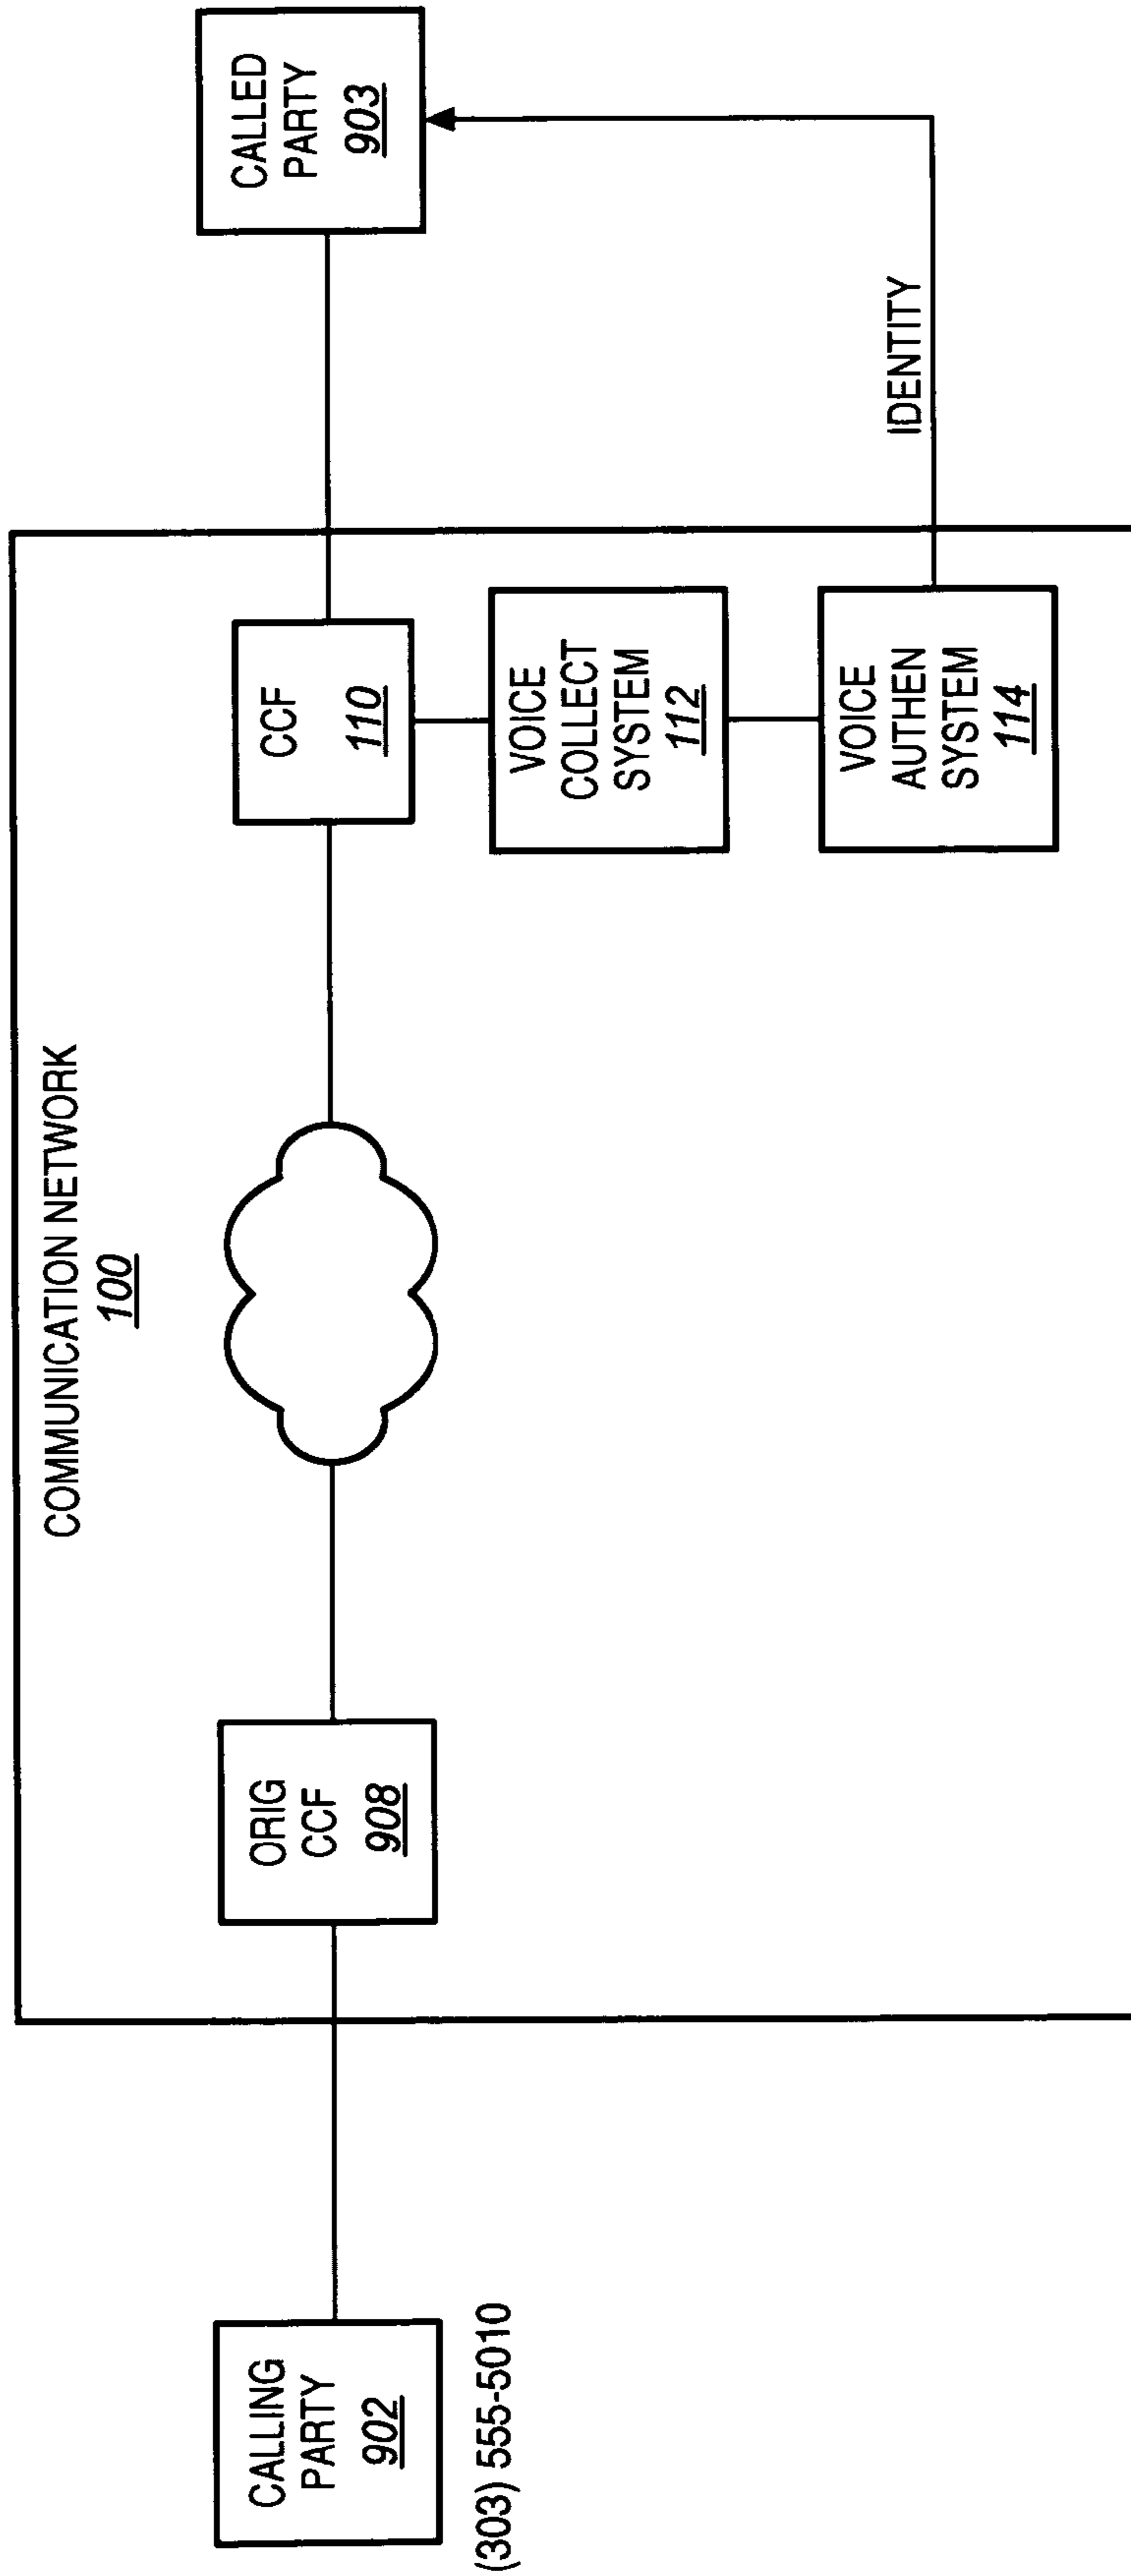 COMMUNICATION NETWORK
100
CALLING
PARTY
902
(303) 555-5010
ORIG
CCF
908
CCF
110
VOICE
COLLECT
SYSTEM
112
VOICE
AUTHEN
SYSTEM
114
IDENTITY
CALLED
PARTY
903